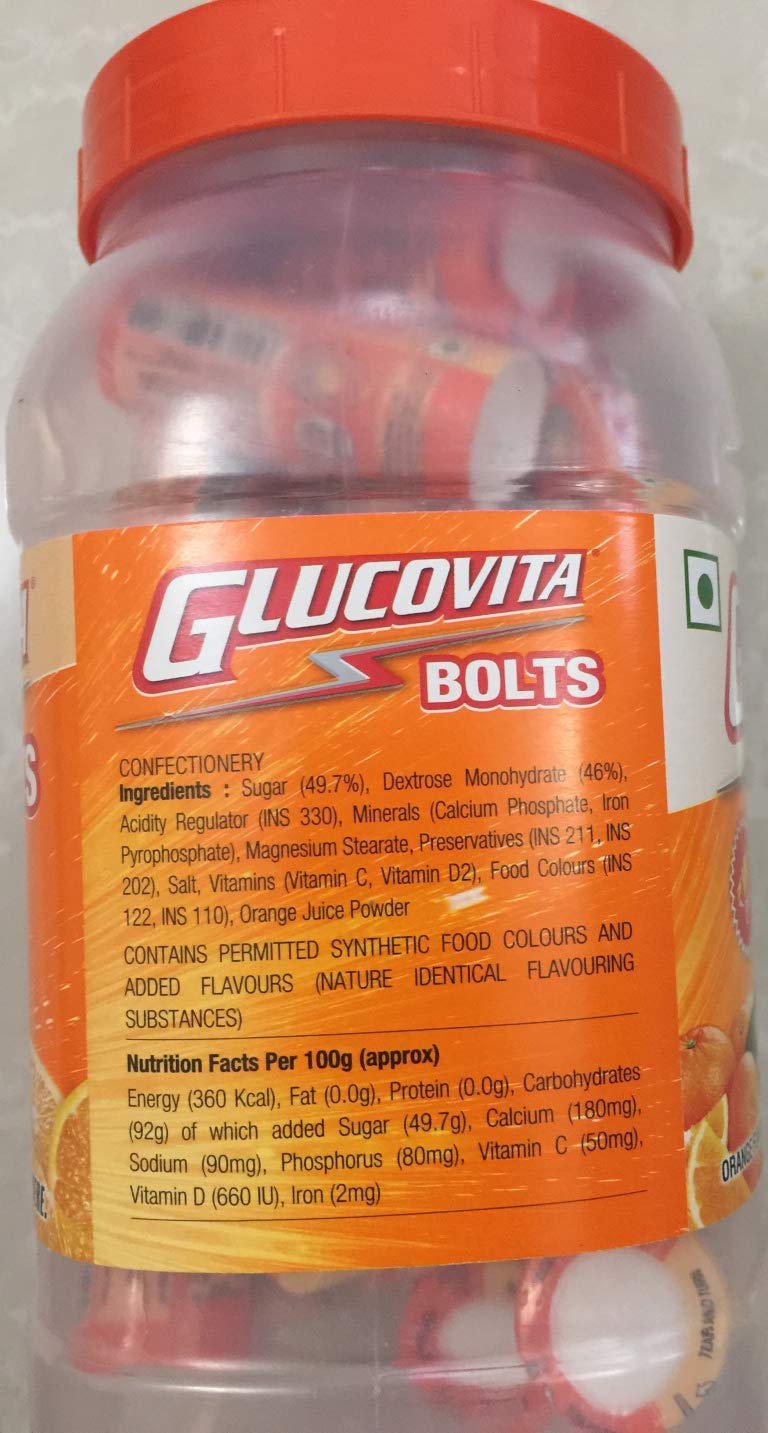 GLUCOVITA
BOLTS
CONFECTIONERY
Ingredients : Sugar (49.7%), Dextrose Monohydrate (46%),
Acidity Regulator (INS 330), Minerals (Calcium Phosphate, Iron
Pyrophosphate), Magnesium Stearate, Preservatives (INS 211, INS
202), Salt, Vitamins (Vitamin C, Vitamin D2), Food Colours (INS
122, INS 110), Orange Juice Powder
CONTAINS PERMITTED SYNTHETIC FOOD COLOURS AND
ADDED FLAVOURS (NATURE IDENTICAL FLAVOURING
SUBSTANCES)
Nutrition Facts Per 100g (approx)
Energy (360 Kcal), Fat (0.0g), Protein (0.0g), Carbohydrates
(92g) of which added Sugar (49.7g), Calcium (180mg),
Sodium (90mg), Phosphorus (80mg), Vitamin C (50mg),
Vitamin D (660 IU), Iron (2mg)
TEAR AND TURN